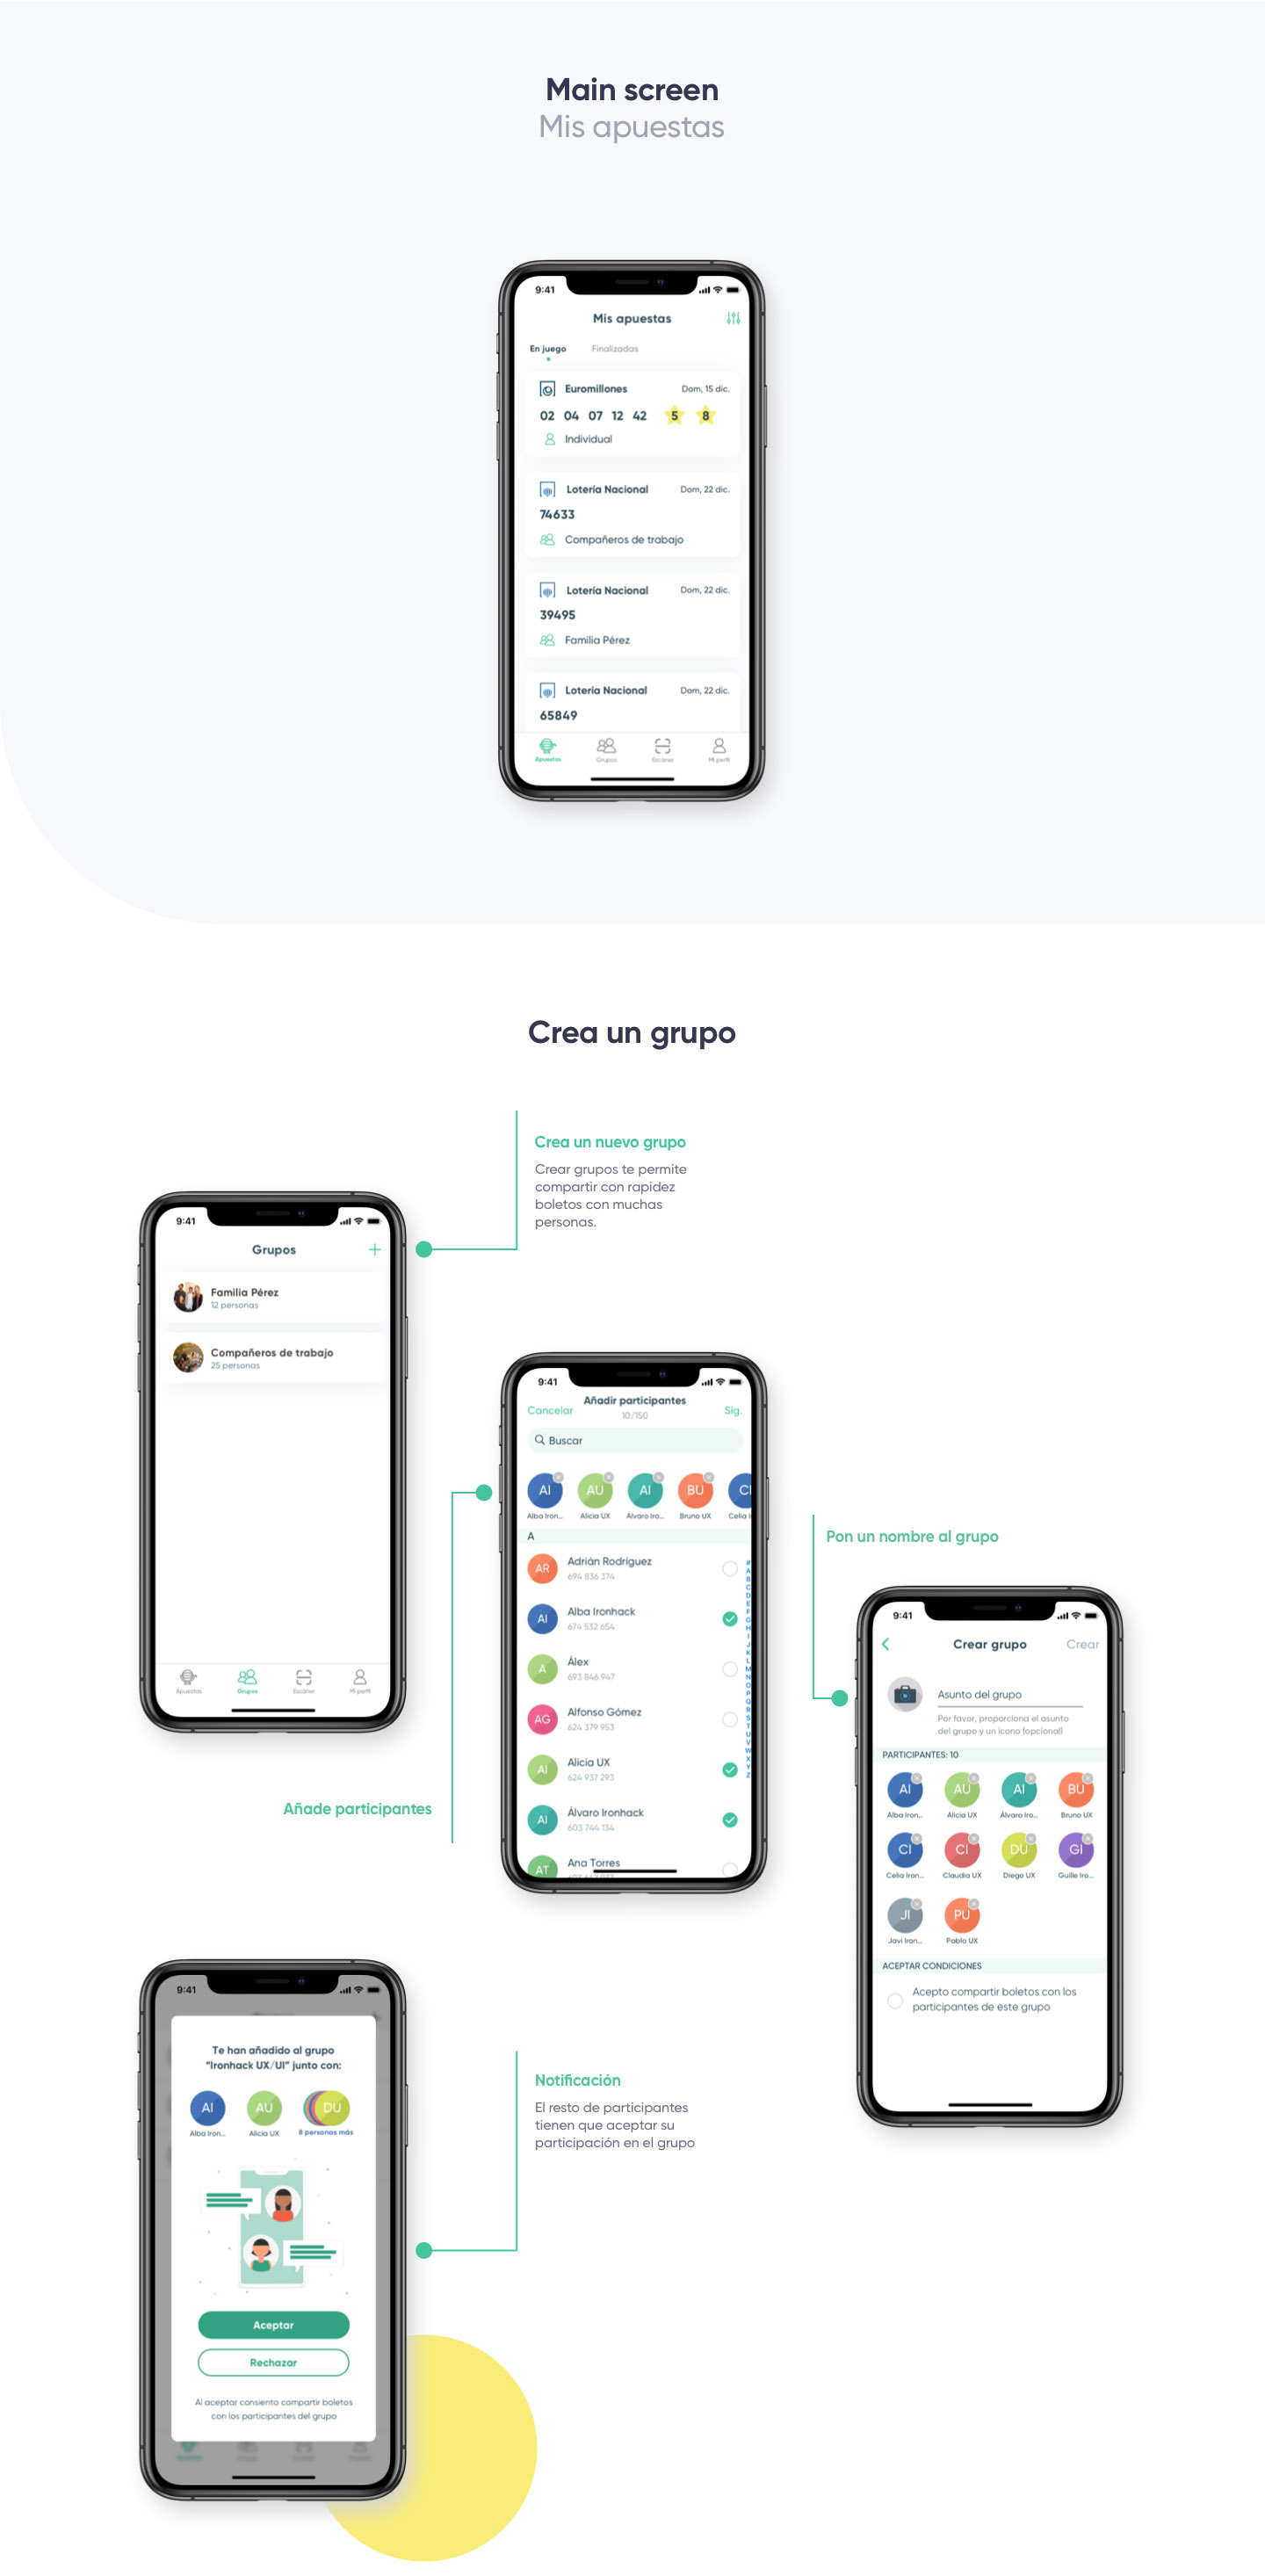 Main screen
Mis apuestas
9:41
Mis apuestas
En juego Finalizadas
Euromillones Dom, 15 dic.
02 04 07 12 42 5 8
Individual
Lotería Nacional Dom, 22 dic.
74633
Compañeros de trabajo
Lotería Nacional Dom, 22 dic.
39495
Familia Pérez
Lotería Nacional Dom, 22 dic.
65849
Apuestas Grupos Escáner Mi perfil
Crea un grupo
Crea un nuevo grupo
Crear grupos te permite
compartir con rapidez
boletos con muchas
personas.
9:41
Grupos +
Familia Pérez
12 personas
Compañeros de trabajo
25 personas
Apuestas Grupos Escáner Mi perfil
Añade participantes
9:41
Añadir participantes
Cancelar 10/150 Sig.
Buscar
AI AU AI BU CI
Alba Iron... Alicia UX Álvaro Iro... Bruno UX Celia I
A
AR Adrián Rodríguez
694 836 374
AI Alba Ironhack
674 532 654
A Álex
693 846 947
AG Alfonso Gómez
624 379 953
AI Alicia UX
624 937 293
AI Álvaro Ironhack
603 744 134
AT Ana Torres
#
A
B
C
D
E
F
G
H
I
J
K
L
M
N
O
P
Q
R
S
T
U
V
W
X
Y
Z
Pon un nombre al grupo
9:41
Crear grupo Crear
Asunto del grupo
Por favor, proporciona el asunto
del grupo y un icono (opcional)
PARTICIPANTES: 10
AI AU AI BU
Alba Iron... Alicia UX Álvaro Iro... Bruno UX
CI CI DU GI
Celia Iron... Claudia UX Diego UX Guille Iro...
JI PU
Javi Iron... Pablo UX
ACEPTAR CONDICIONES
Acepto compartir boletos con los
participantes de este grupo
9:41
Te han añadido al grupo
"Ironhack UX/UI" junto con:
AI AU DU
Alba Iron... Alicia UX 8 personas más
Aceptar
Rechazar
Al aceptar consiento compartir boletos
con los participantes del grupo
Notificación
El resto de participantes
tienen que aceptar su
participación en el grupo